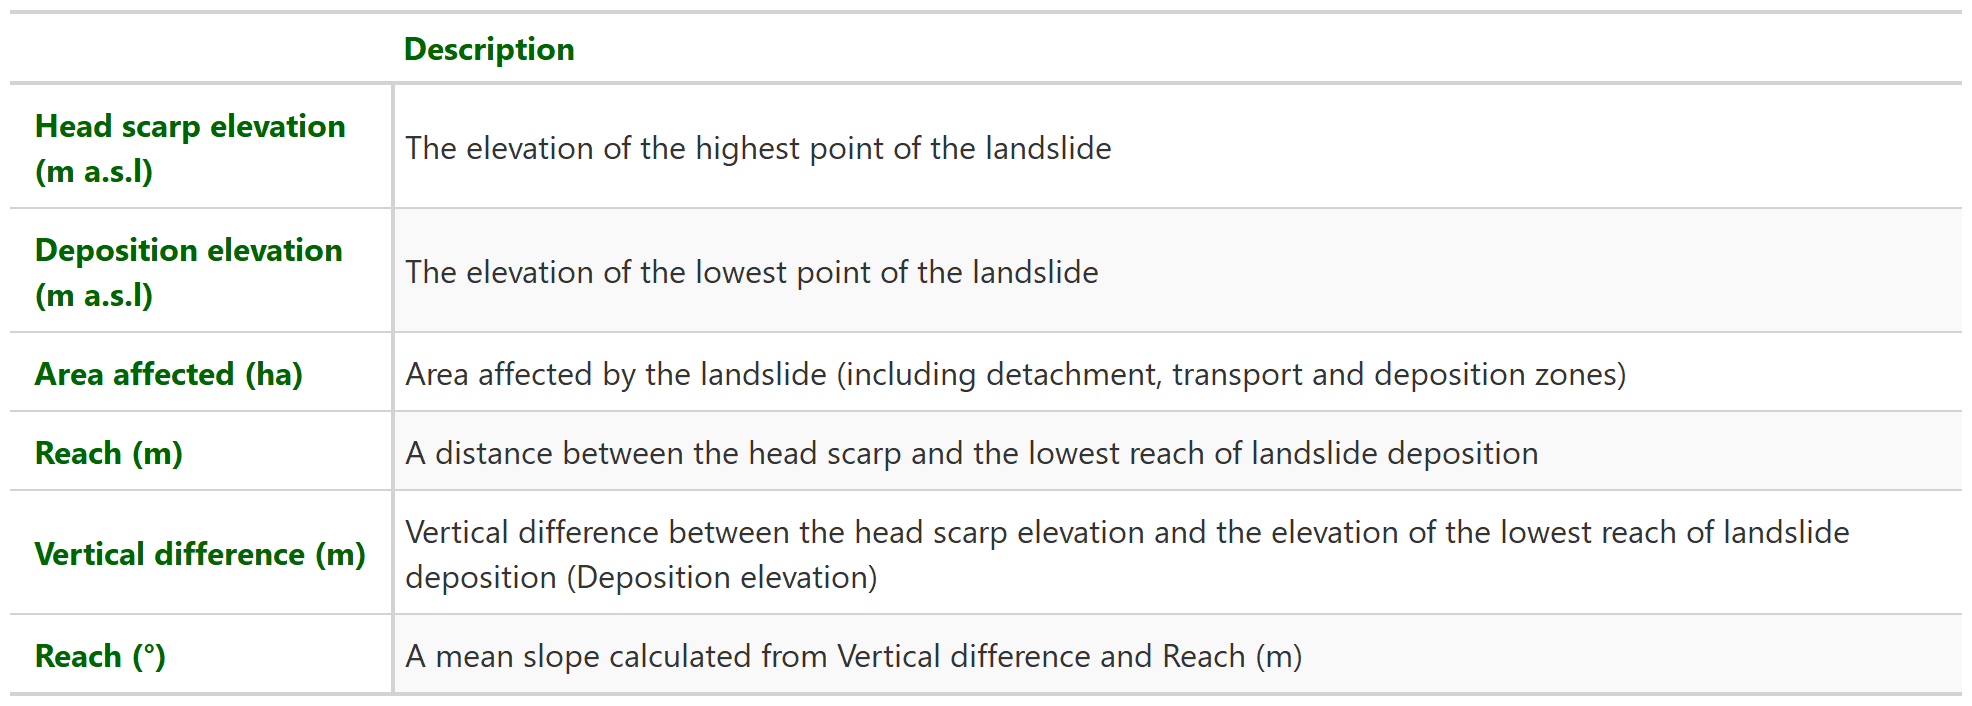 Description
Head scarp elevation
(m a.s.l)
The elevation of the highest point of the landslide
Deposition elevation
(m a.s.l)
The elevation of the lowest point of the landslide
Area affected (ha)
Area affected by the landslide (including detachment, transport and deposition zones)
Reach (m)
A distance between the head scarp and the lowest reach of landslide deposition
Vertical difference (m)
Vertical difference between the head scarp elevation and the elevation of the lowest reach of landslide
deposition (Deposition elevation)
Reach (°)
A mean slope calculated from Vertical difference and Reach (m)